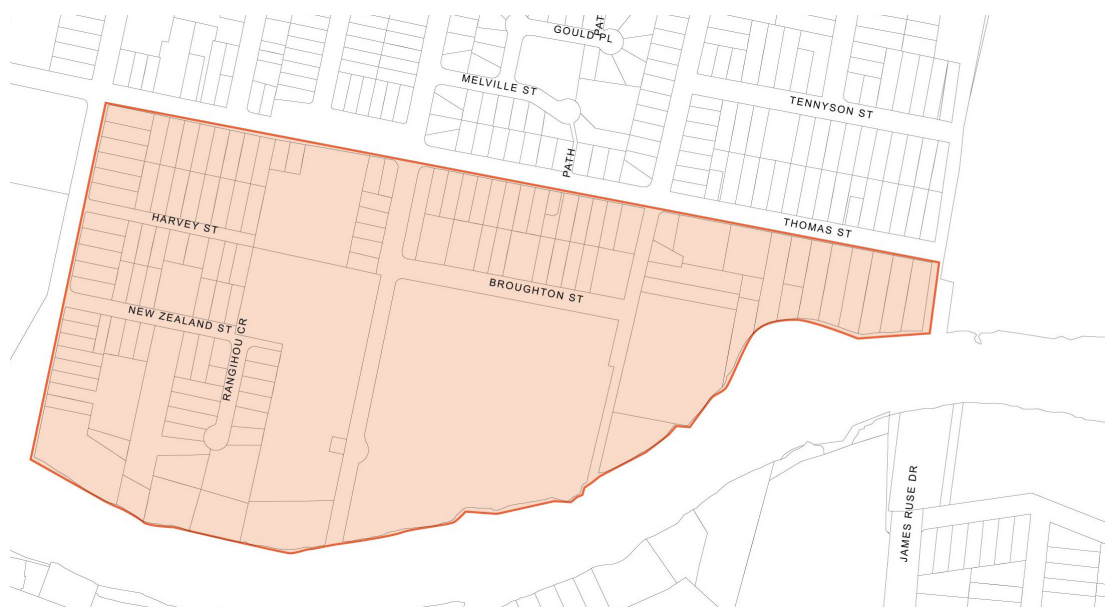 PATH
GOULD PL
MELVILLE ST
TENNYSON ST
PATH
THOMAS ST
HARVEY ST
BROUGHTON ST
NEW ZEALAND ST
RANGIHOU CR
JAMES RUSE DR